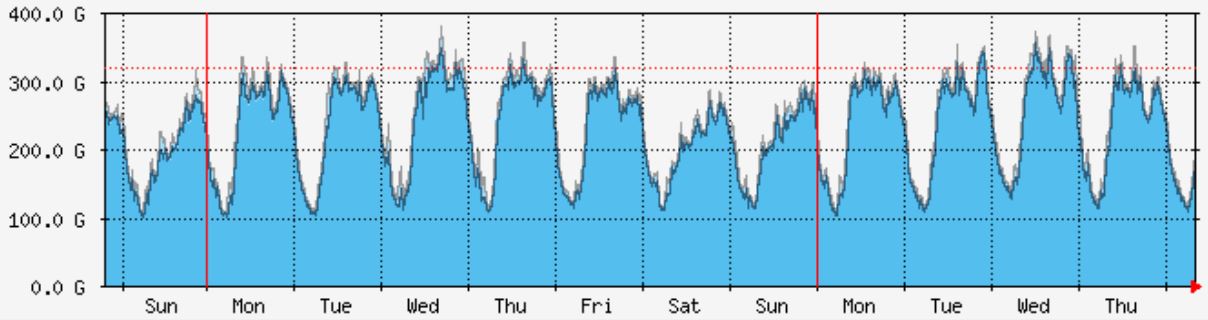 400.0 G
300.0 G
200.0 G
100.0 G
0.0 G
Sun Mon Tue Wed Thu Fri Sat Sun Mon Tue Wed Thu